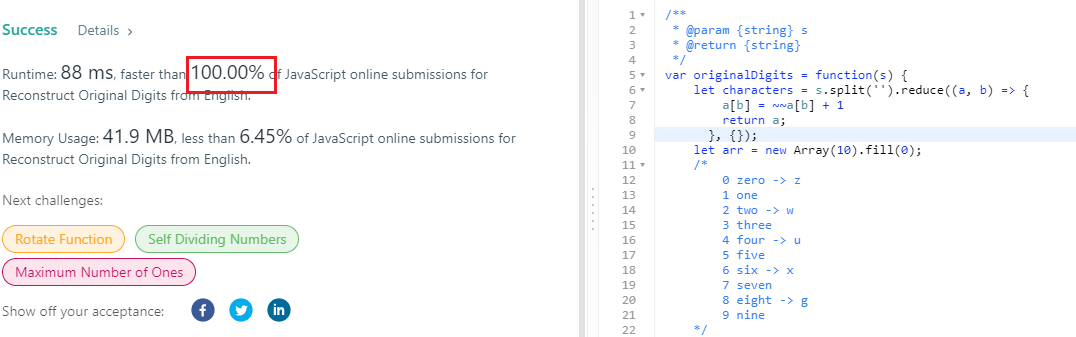 Success Details >
Runtime: 88 ms, faster than 100.00% of JavaScript online submissions for
Reconstruct Original Digits from English.
Memory Usage: 41.9 MB, less than 6.45% of JavaScript online submissions for
Reconstruct Original Digits from English.
Next challenges:
Rotate Function Self Dividing Numbers
Maximum Number of Ones
Show off your acceptance: f in
1 /**
2 * @param {string} s
3 * @return {string}
4 */
5 var originalDigits = function(s) {
6 let characters = s.split('').reduce((a, b) => {
7 a[b] = ~~a[b] + 1
8 return a;
9 }, {});
10 let arr = new Array(10).fill(0);
11 /*
12 0 zero -> z
13 1 one
14 2 two -> w
15 3 three
16 4 four -> u
17 5 five
18 6 six -> x
19 7 seven
20 8 eight -> g
21 9 nine
22 */